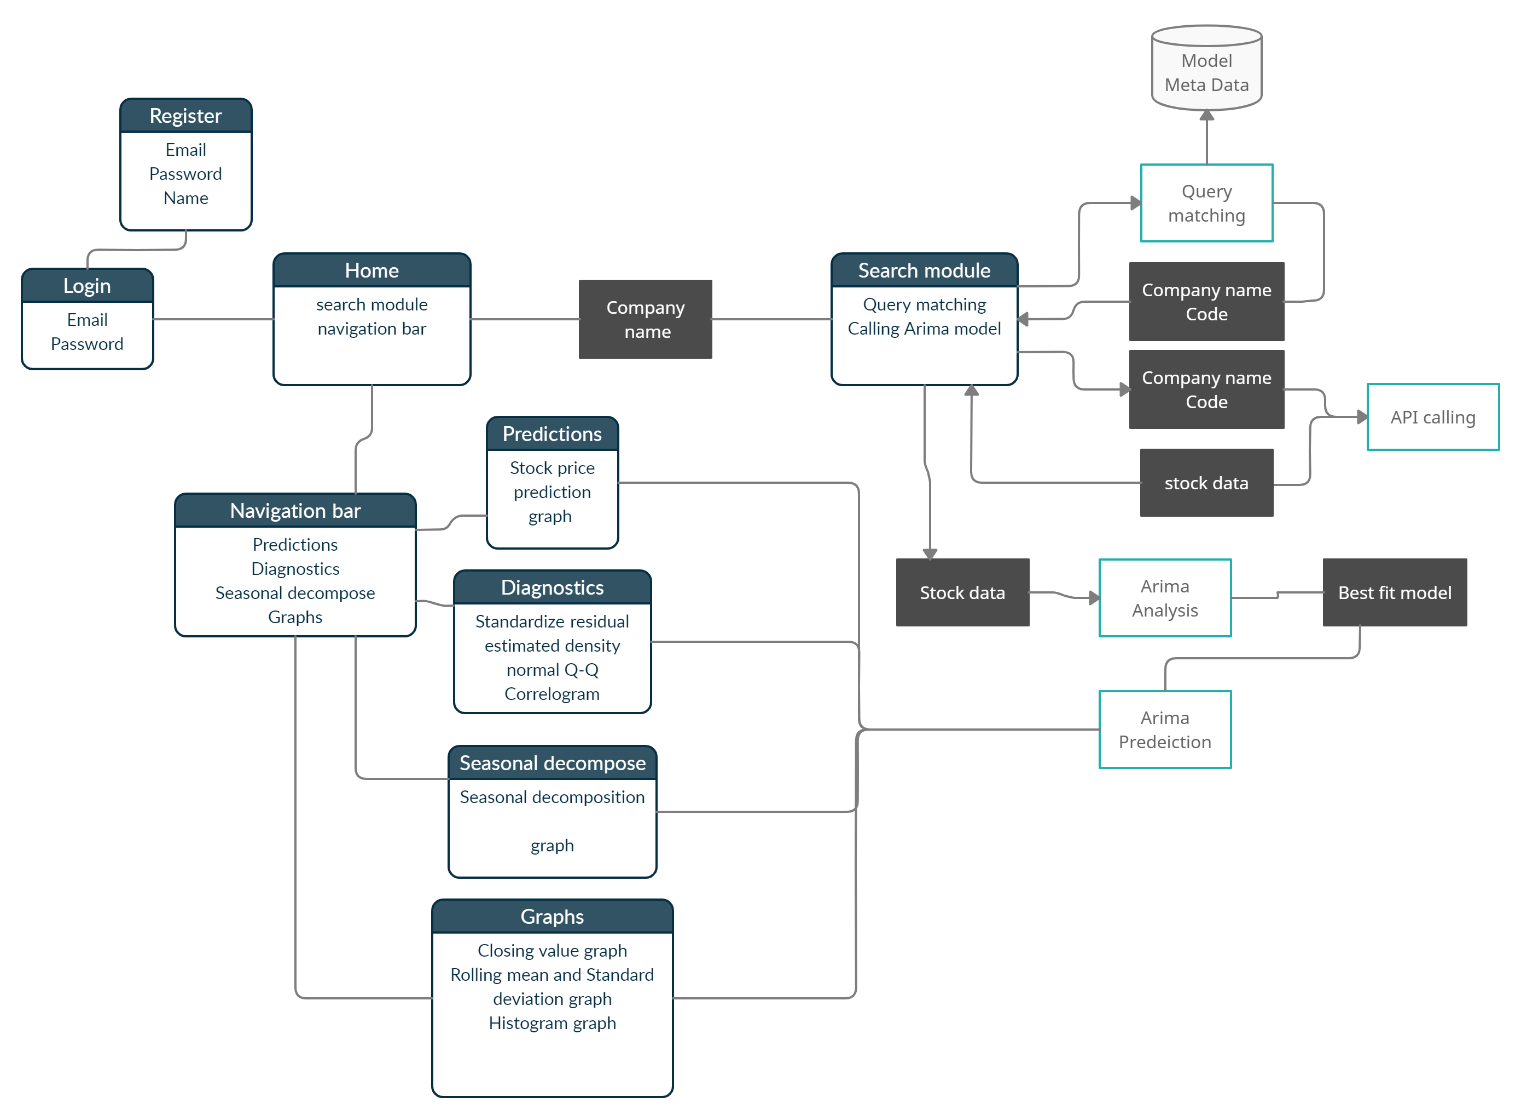 Model
Meta Data
Register
Email
Password
Name
Query
matching
Login
Email
Password
Home
search module
navigation bar
Company
name
Search module
Query matching
Calling Arima model
Company name
Code
Company name
Code
API calling
stock data
Predictions
Stock price
prediction
graph
Navigation bar
Predictions
Diagnostics
Seasonal decompose
Graphs
Diagnostics
Standardize residual
estimated density
normal Q-Q
Correlogram
Stock data
Arima
Analysis
Best fit model
Arima
Predeiction
Seasonal decompose
Seasonal decomposition
graph
Graphs
Closing value graph
Rolling mean and Standard
deviation graph
Histogram graph